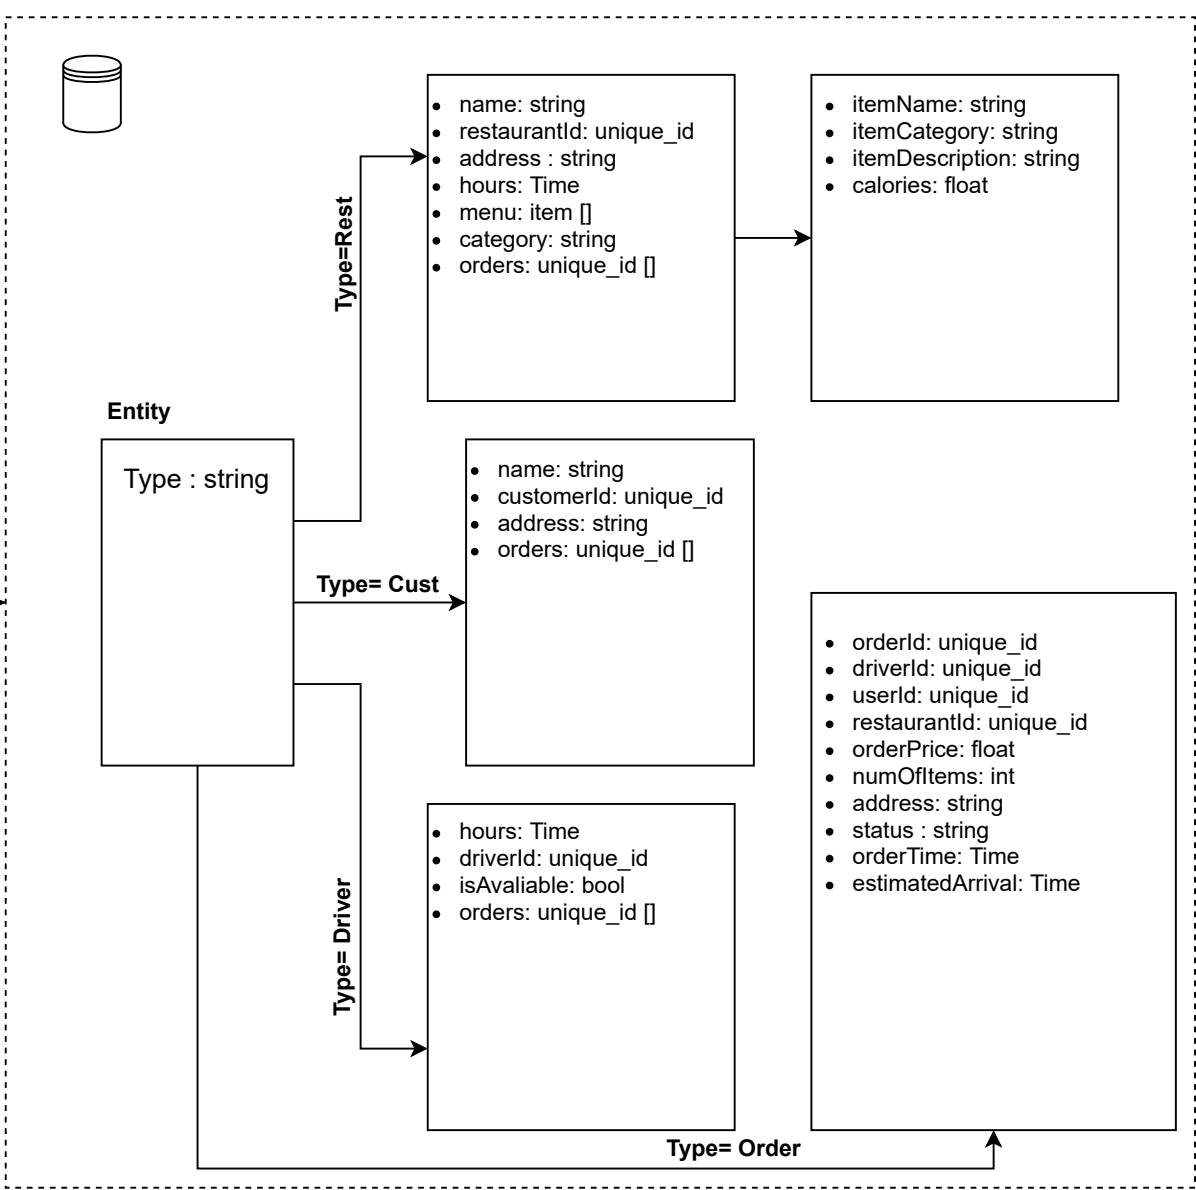 name: string
restaurantId: unique_id
address : string
hours: Time
menu: item []
category: string
orders: unique_id []
itemName: string
itemCategory: string
itemDescription: string
calories: float
Type=Rest
Entity
Type : string
Type= Cust
name: string
customerId: unique_id
address: string
orders: unique_id []
Type= Driver
hours: Time
driverId: unique_id
isAvaliable: bool
orders: unique_id []
orderId: unique_id
driverId: unique_id
userId: unique_id
restaurantId: unique_id
orderPrice: float
numOfItems: int
address: string
status : string
orderTime: Time
estimatedArrival: Time
Type= Order